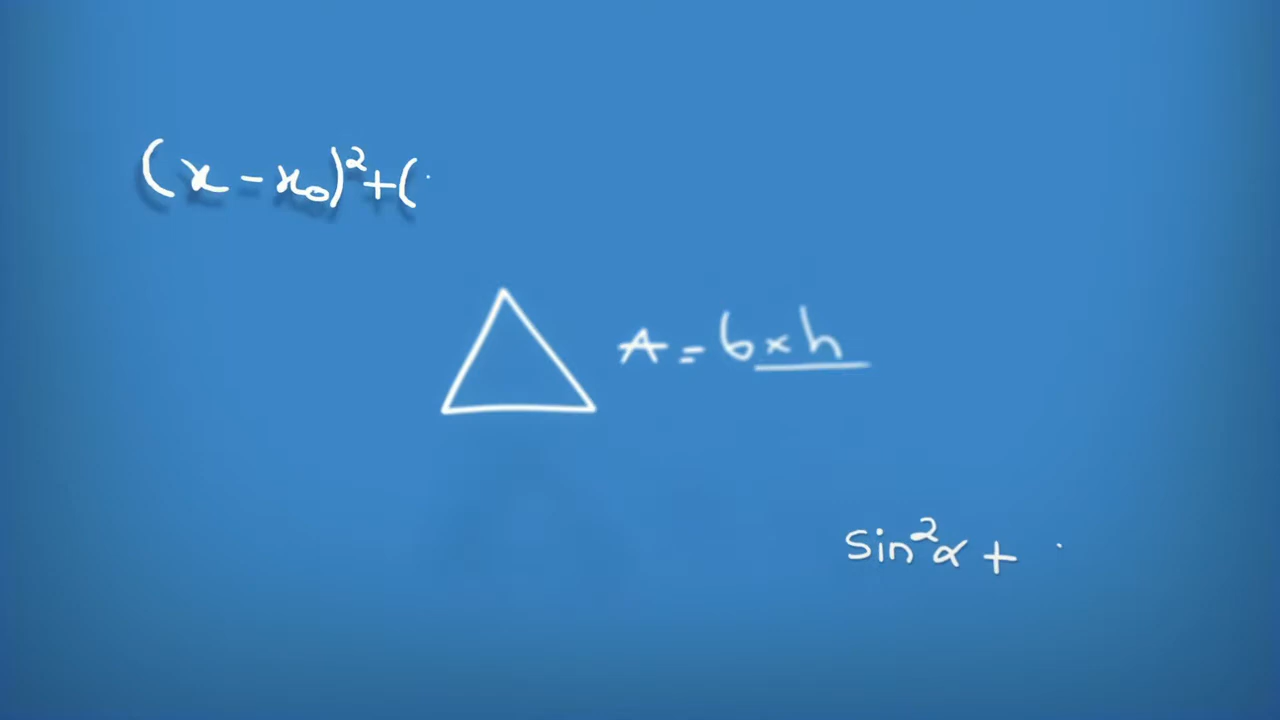 (x - x₀)² + (
A = b × h
sin²α +